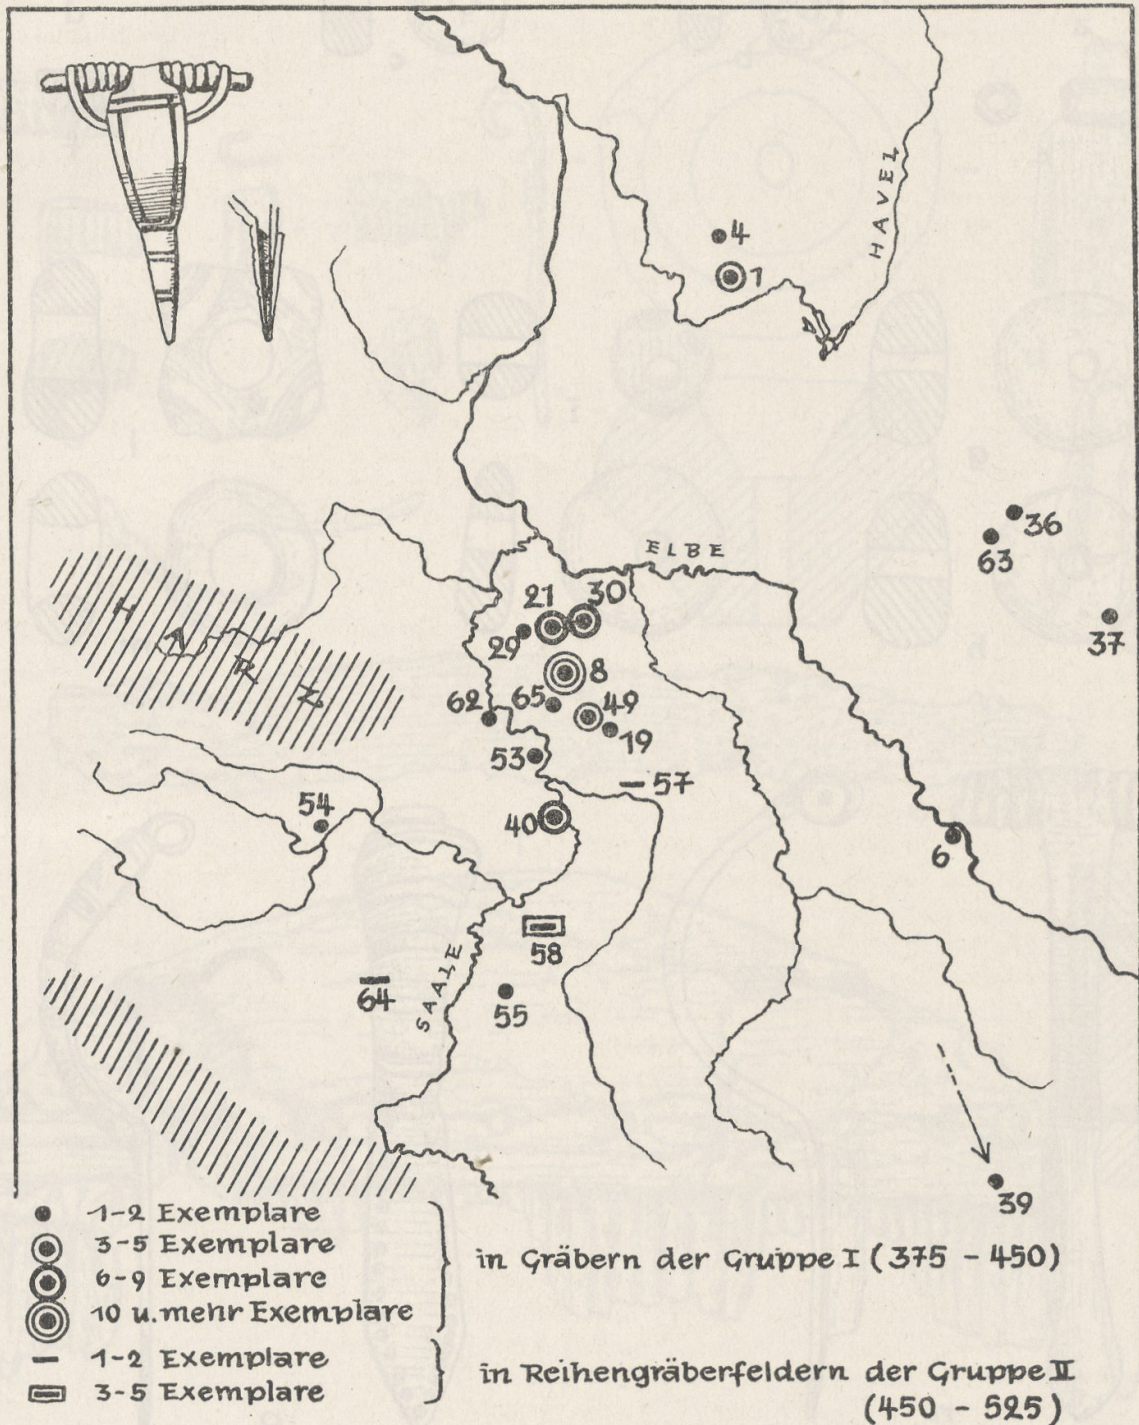 HAVEL
4
1
ELBE
36
63
37
HARZ
21
30
29
8
65
49
62
19
53
57
54
40
6
58
SAALE
64
55
39
1-2 Exemplare
3-5 Exemplare
6-9 Exemplare
10 u. mehr Exemplare
in Gräbern der Gruppe I (375 - 450)
1-2 Exemplare
3-5 Exemplare
in Reihengräberfeldern der Gruppe II
(450 - 525)